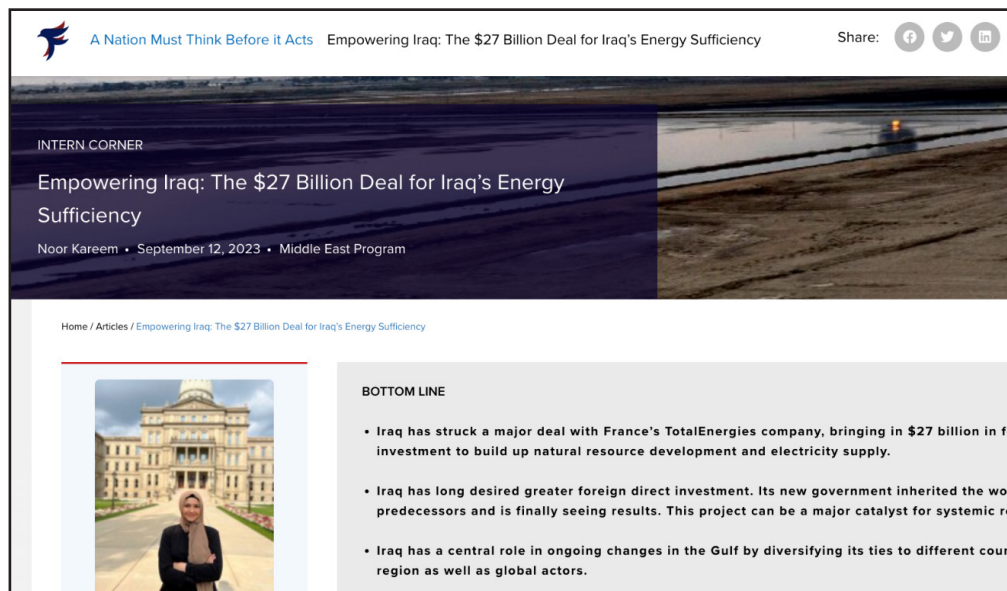 A Nation Must Think Before it Acts Empowering Iraq: The $27 Billion Deal for Iraq's Energy Sufficiency Share:
INTERN CORNER
Empowering Iraq: The $27 Billion Deal for Iraq's Energy
Sufficiency
Noor Kareem • September 12, 2023 • Middle East Program
Home / Articles / Empowering Iraq: The $27 Billion Deal for Iraq's Energy Sufficiency
BOTTOM LINE
• Iraq has struck a major deal with France's TotalEnergies company, bringing in $27 billion in
investment to build up natural resource development and electricity supply.
• Iraq has long desired greater foreign direct investment. Its new government inherited the
predecessors and is finally seeing results. This project can be a major catalyst for systemic
• Iraq has a central role in ongoing changes in the Gulf by diversifying its ties to different
region as well as global actors.